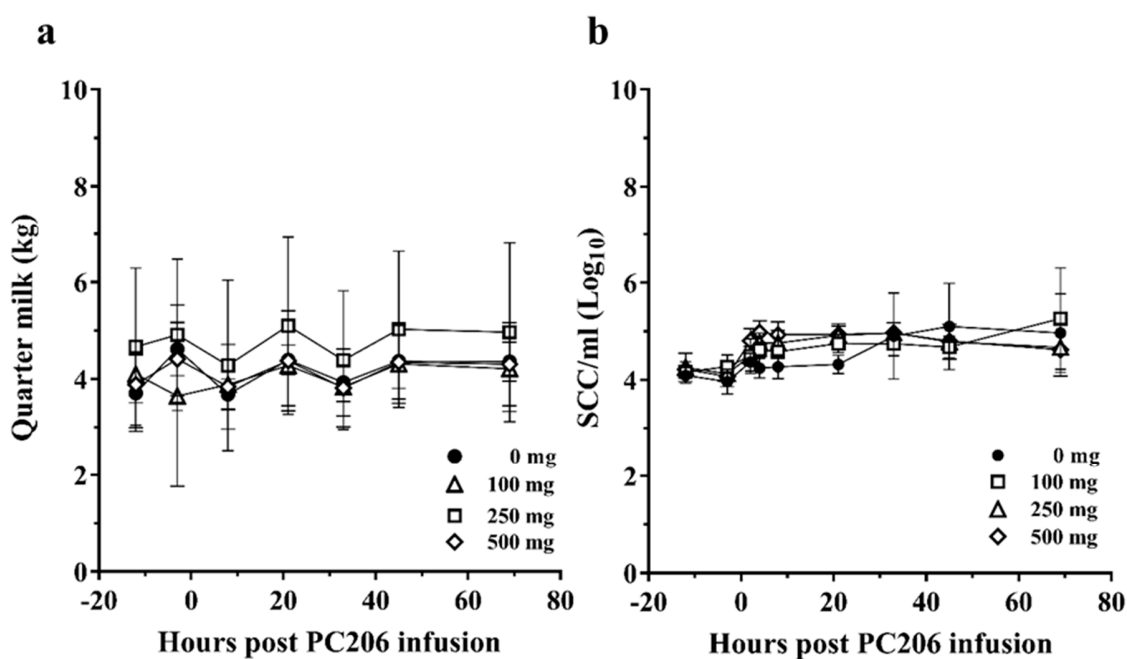 a
10
8
6
4
2
0
Quarter milk (kg)
0 mg
100 mg
250 mg
500 mg
-20 0 20 40 60 80
Hours post PC206 infusion
b
10
8
6
4
2
0
SCC/ml (Log₁₀)
0 mg
100 mg
250 mg
500 mg
-20 0 20 40 60 80
Hours post PC206 infusion